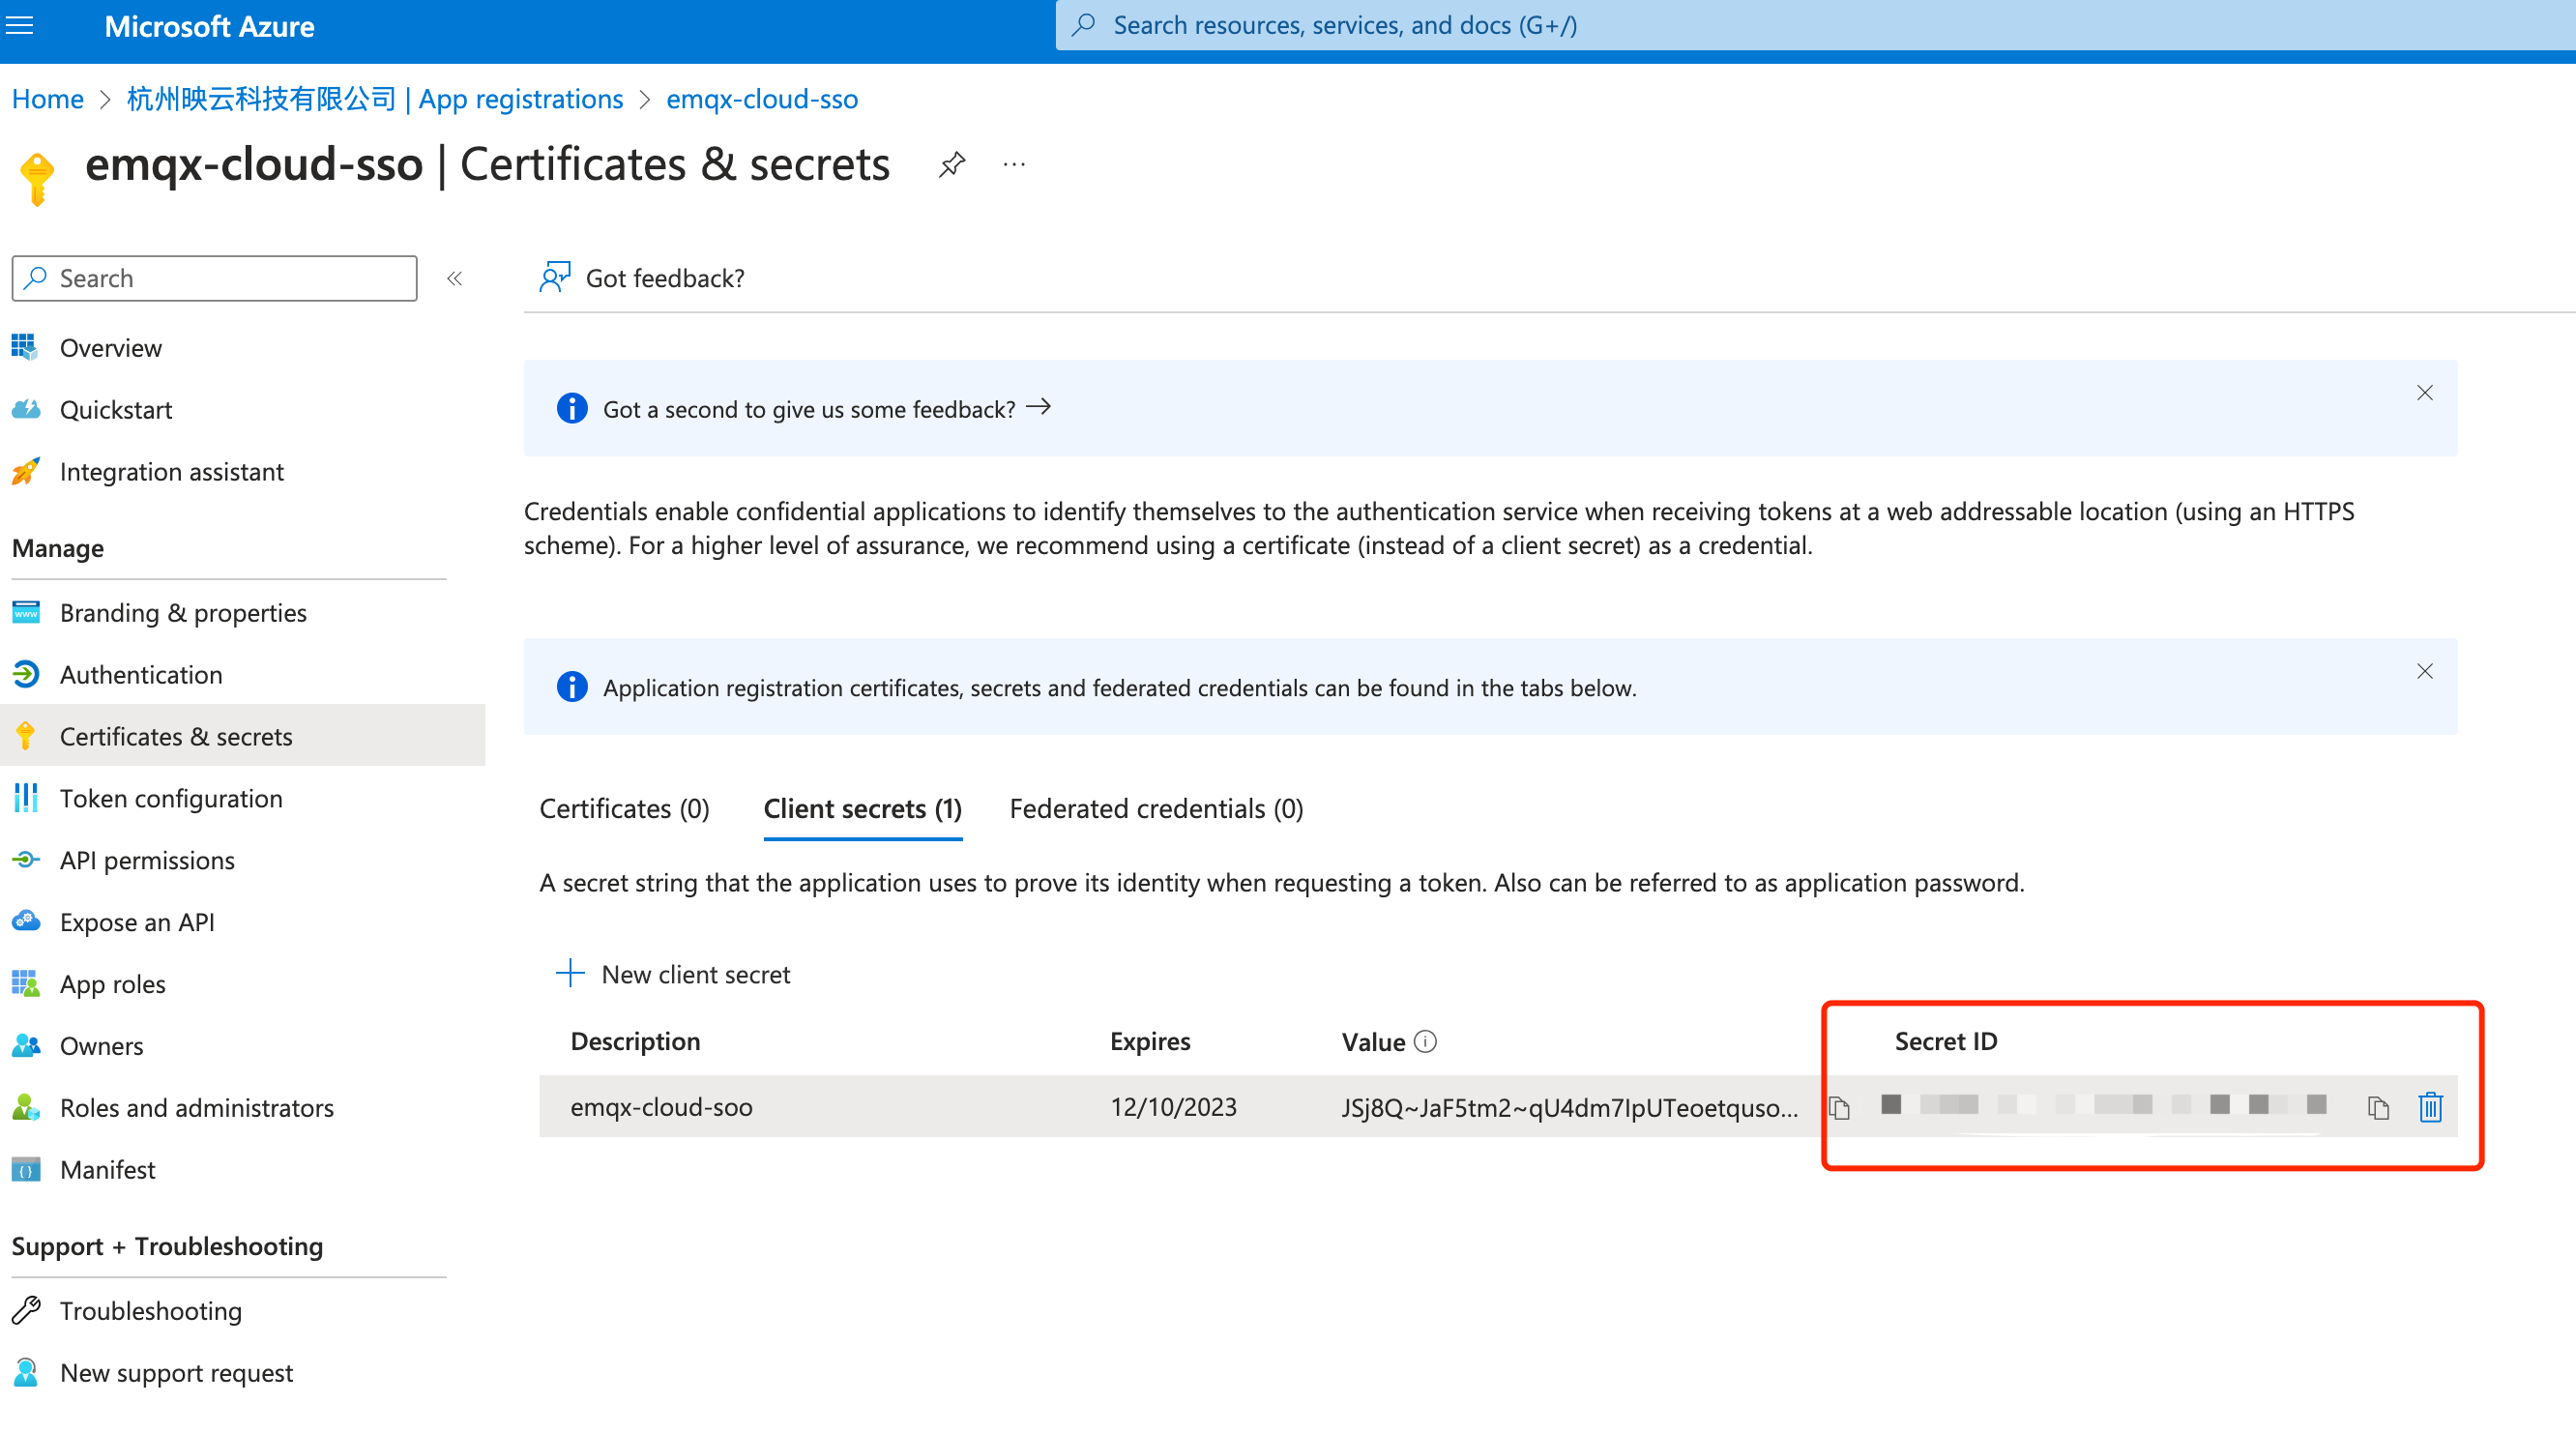 Microsoft Azure
Search resources, services, and docs (G+/)
Home > 杭州映云科技有限公司 | App registrations > emqx-cloud-sso
emqx-cloud-sso | Certificates & secrets
Search
Got feedback?
Overview
Quickstart
Integration assistant
Manage
Branding & properties
Authentication
Certificates & secrets
Token configuration
API permissions
Expose an API
App roles
Owners
Roles and administrators
Manifest
Support + Troubleshooting
Troubleshooting
New support request
Got a second to give us some feedback? →
Credentials enable confidential applications to identify themselves to the authentication service when receiving tokens at a web addressable location (using an HTTPS
scheme). For a higher level of assurance, we recommend using a certificate (instead of a client secret) as a credential.
Application registration certificates, secrets and federated credentials can be found in the tabs below.
Certificates (0) Client secrets (1) Federated credentials (0)
A secret string that the application uses to prove its identity when requesting a token. Also can be referred to as application password.
New client secret
Description Expires Value Secret ID
emqx-cloud-soo 12/10/2023 JSj8Q~JaF5tm2~qU4dm7IpUTeoetquso...